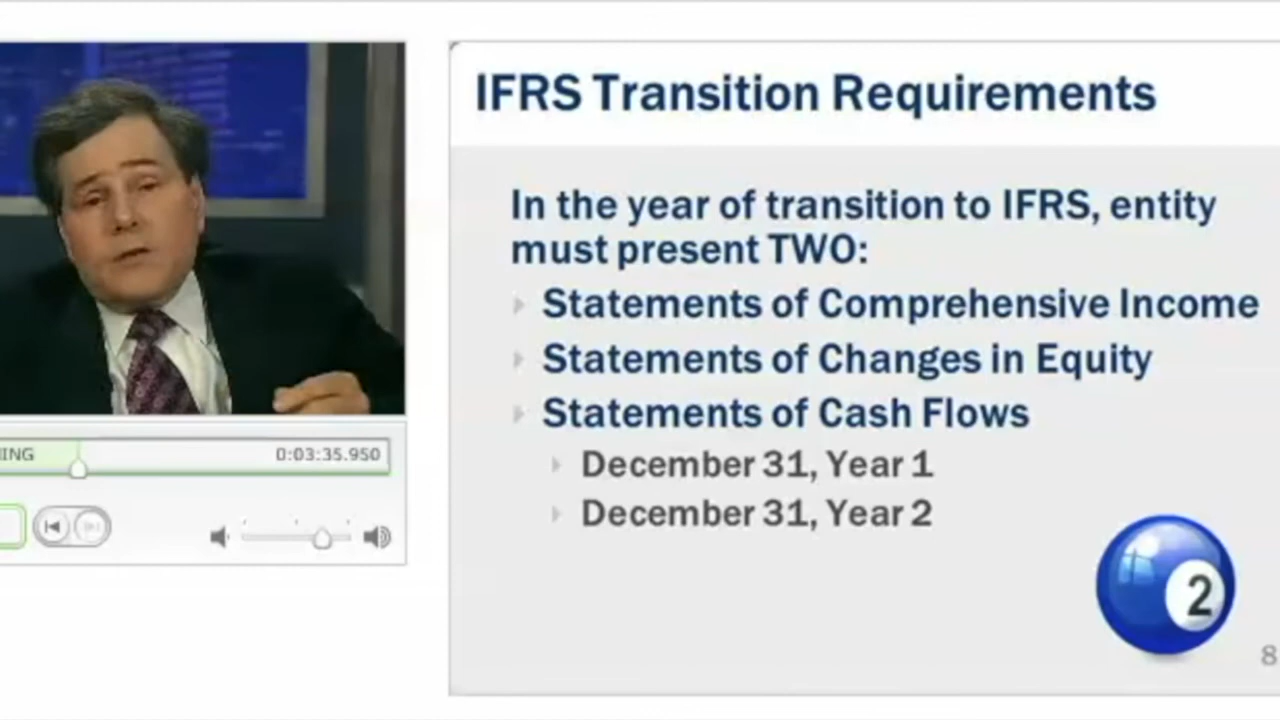 IFRS Transition Requirements
In the year of transition to IFRS, entity
must present TWO:
Statements of Comprehensive Income
Statements of Changes in Equity
Statements of Cash Flows
December 31, Year 1
December 31, Year 2
2
8
ING
0:03:35.950